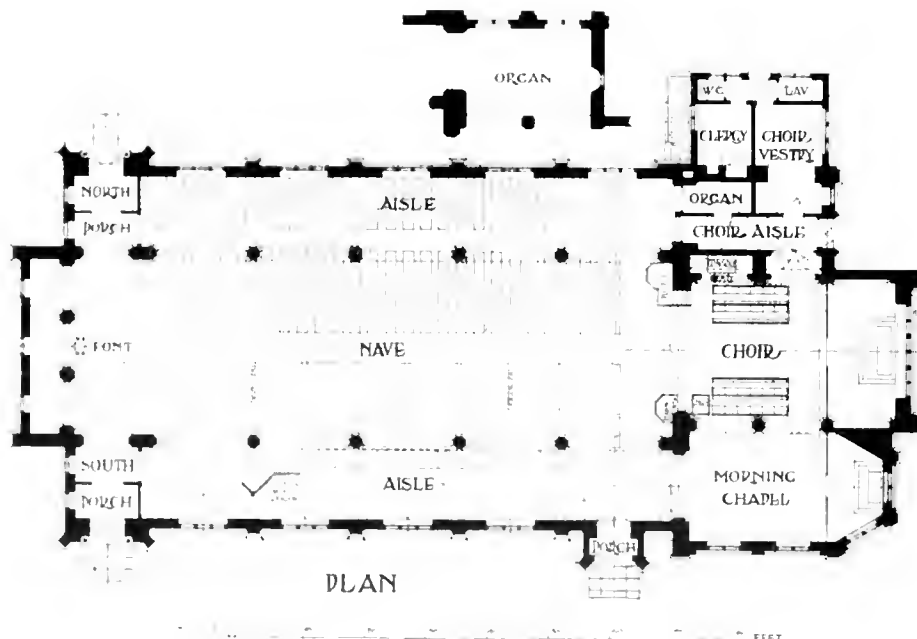 ORGAN
W.C.
LAV
CLERGY
CHOIR
VESTRY
NORTH
PORCH
AISLE
ORGAN
CHOIR AISLE
FONT
NAVE
CHOIR
SOUTH
PORCH
AISLE
MORNING
CHAPEL
PORCH
PLAN
FEET